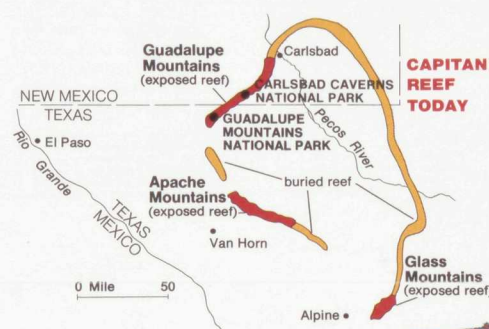 Guadalupe
Mountains
(exposed reef)
Carlsbad
CARLSBAD CAVERNS
NATIONAL PARK
CAPITAN
REEF
TODAY
NEW MEXICO
TEXAS
GUADALUPE
MOUNTAINS
NATIONAL PARK
Pecos River
El Paso
Rio Grande
buried reef
Apache
Mountains
(exposed reef)
TEXAS
MEXICO
Van Horn
Glass
Mountains
(exposed reef)
0 Mile 50
Alpine